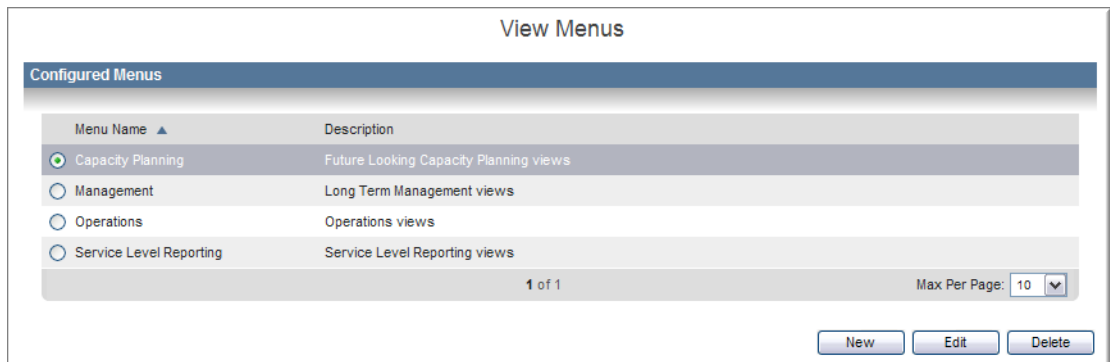 View Menus
Configured Menus
Menu Name Description
Capacity Planning Future Looking Capacity Planning views
Management Long Term Management views
Operations Operations views
Service Level Reporting Service Level Reporting views
1 of 1 Max Per Page: 10
New Edit Delete